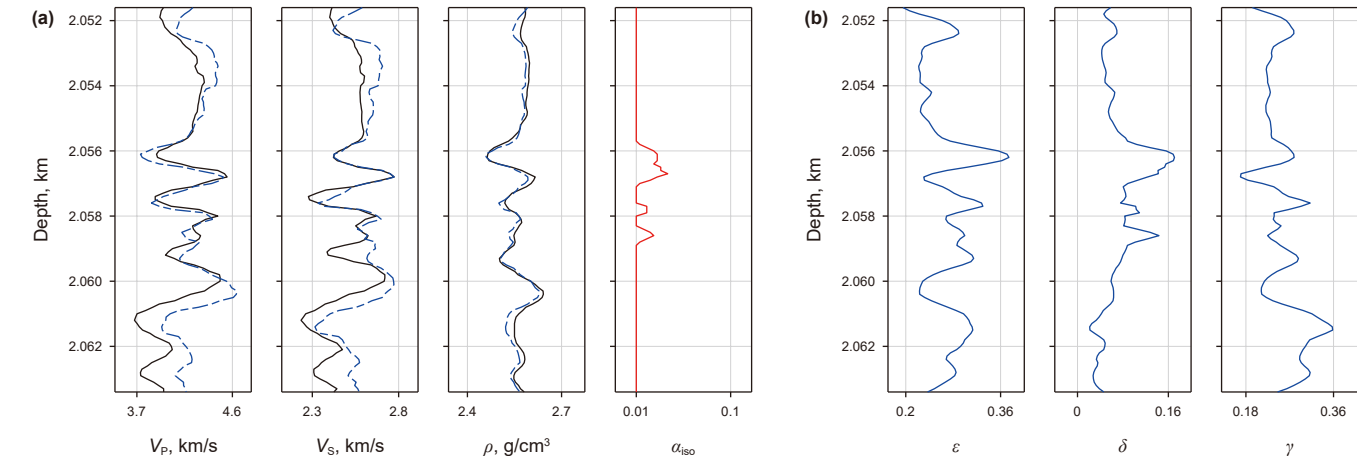 (a)
(b)
Depth, km
2.052
2.054
2.056
2.058
2.060
2.062
3.7 4.6
2.3 2.8
2.4 2.7
0.01 0.1
V_P, km/s
V_S, km/s
ρ, g/cm³
α_iso
Depth, km
2.052
2.054
2.056
2.058
2.060
2.062
0.2 0.36
0 0.16
0.18 0.36
ε
δ
γ